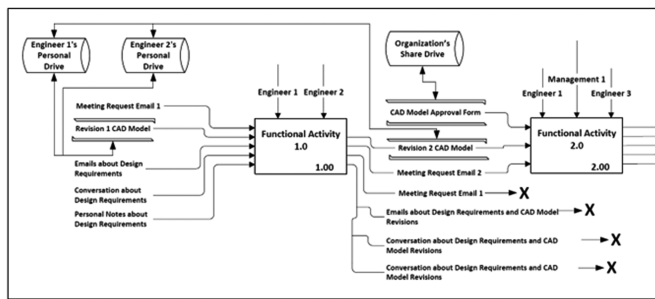 Engineer 1's
Personal
Drive
Engineer 2's
Personal
Drive
Organization's
Share Drive
Engineer 1
Engineer 2
Management 1
Engineer 1
Engineer 3
Meeting Request Email 1
Revision 1 CAD Model
Emails about Design
Requirements
Conversation about
Design Requirements
Personal Notes about
Design Requirements
Functional Activity
1.0
1.00
CAD Model Approval Form
Revision 2 CAD Model
Meeting Request Email 2
Functional Activity
2.0
2.00
Meeting Request Email 1
X
Emails about Design Requirements and CAD Model
Revisions
X
Conversation about Design Requirements and CAD
Model Revisions
X
Conversation about Design Requirements and CAD
Model Revisions
X